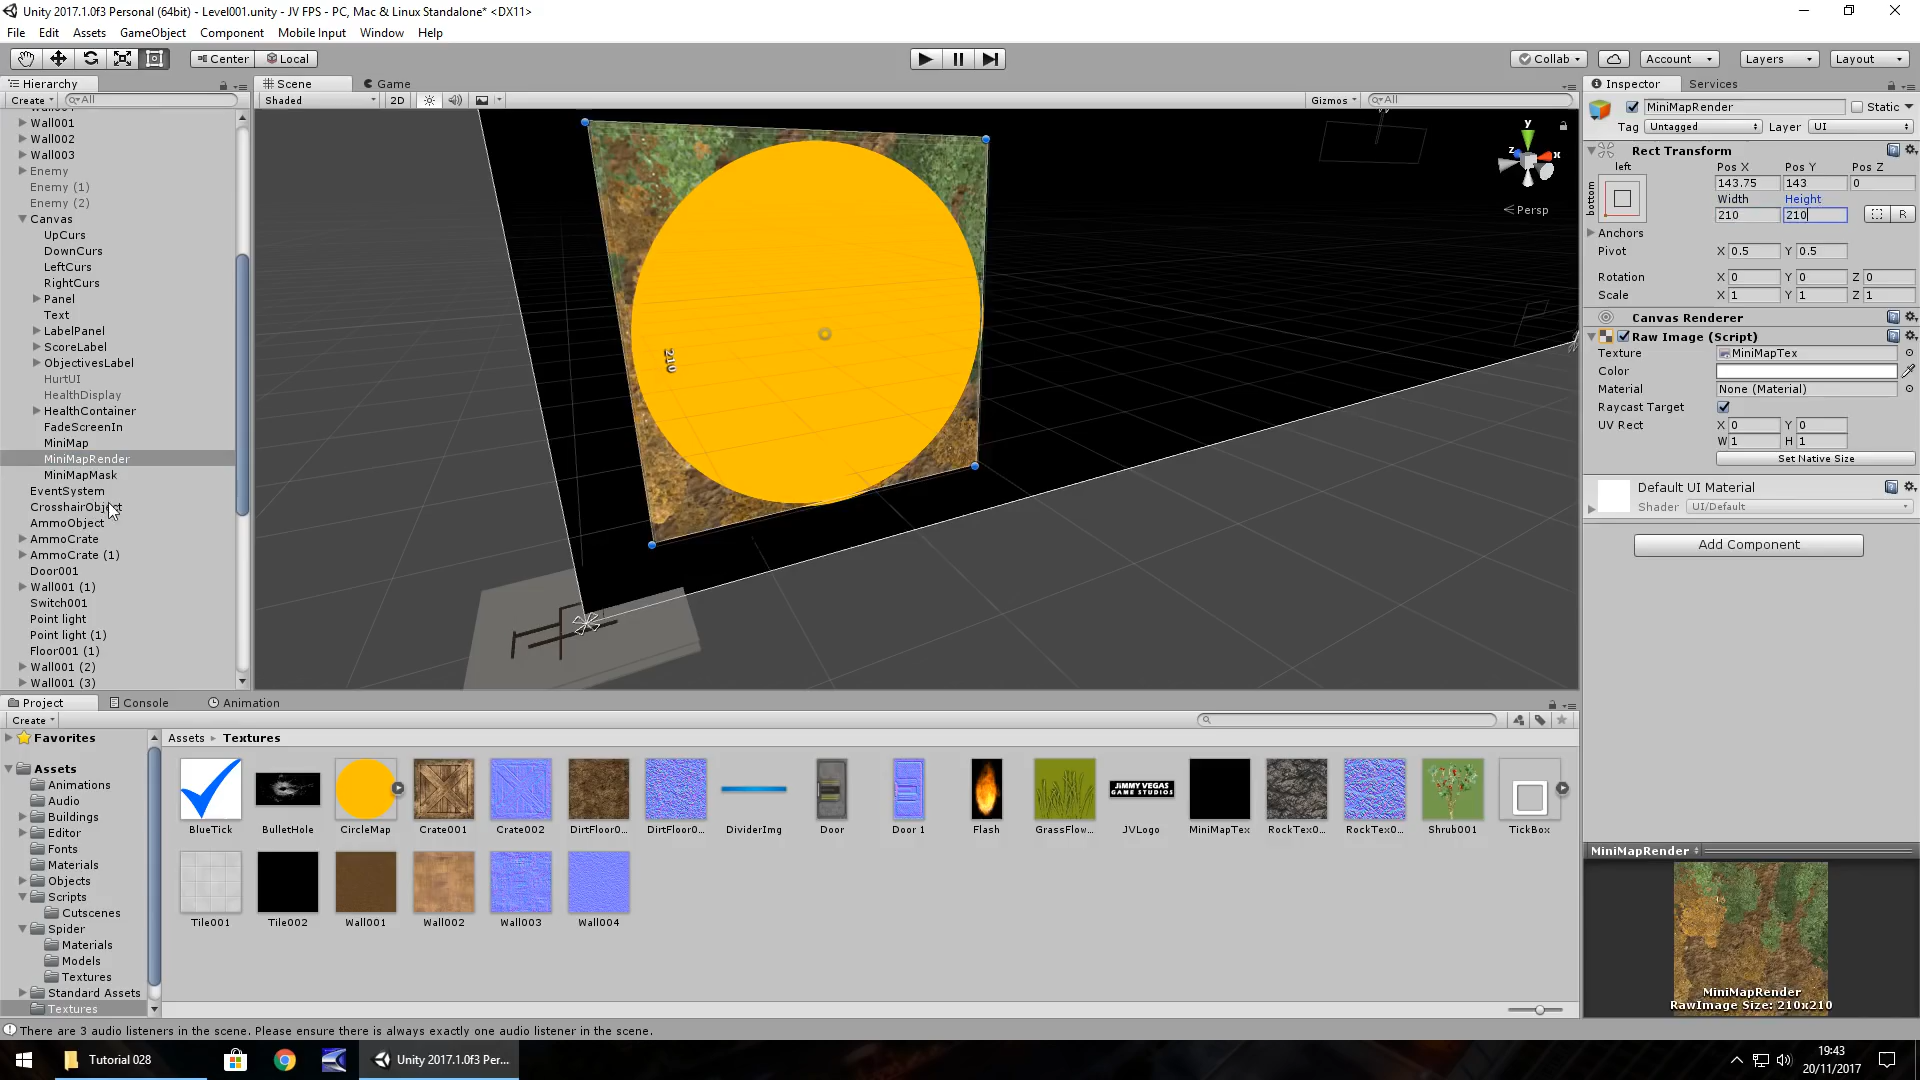 Unity 2017.1.0f3 Personal (64bit) - Level001.unity - JV FPS - PC, Mac & Linux Standalone* <DX11>
File Edit Assets GameObject Component Mobile Input Window Help
Center Local Collab Account Layers Layout
Hierarchy Scene Game Inspector Services
Create All Shaded 2D Gizmos All
MiniMapRender Static
Tag Untagged Layer UI
Wall001
Wall002
Wall003
Enemy
Enemy (1)
Enemy (2)
Canvas
UpCurs
DownCurs
LeftCurs
RightCurs
Panel
Text
LabelPanel
ScoreLabel
ObjectivesLabel
HurtUI
HealthDisplay
HealthContainer
FadeScreenIn
MiniMap
MiniMapRender
MiniMapMask
EventSystem
CrosshairObject
AmmoObject
AmmoCrate
AmmoCrate (1)
Door001
Wall001 (1)
Switch001
Point light
Point light (1)
Floor001 (1)
Wall001 (2)
Wall001 (3)
210
y
z x
Persp
Rect Transform
left Pos X Pos Y Pos Z
bottom 143.75 143 0
Width Height
210 210 R
Anchors
Pivot X 0.5 Y 0.5
Rotation X 0 Y 0 Z 0
Scale X 1 Y 1 Z 1
Canvas Renderer
Raw Image (Script)
Texture MiniMapTex
Color
Material None (Material)
Raycast Target
UV Rect X 0 Y 0
W 1 H 1
Set Native Size
Default UI Material
Shader UI/Default
Add Component
MiniMapRender
MiniMapRender
RawImage Size: 210x210
Project Console Animation
Create
Favorites
Assets
Animations
Audio
Buildings
Editor
Fonts
Materials
Objects
Scripts
Cutscenes
Spider
Materials
Models
Textures
Standard Assets
Textures
Assets Textures
JIMMY VEGAS
GAME STUDIOS
BlueTick BulletHole CircleMap Crate001 Crate002 DirtFloor0... DirtFloor0... DividerImg Door Door 1 Flash GrassFlow... JVLogo MiniMapTex RockTex0... RockTex0... Shrub001 TickBox
Tile001 Tile002 Wall001 Wall002 Wall003 Wall004
There are 3 audio listeners in the scene. Please ensure there is always exactly one audio listener in the scene.
Tutorial 028 Unity 2017.1.0f3 Per...
19:43
20/11/2017